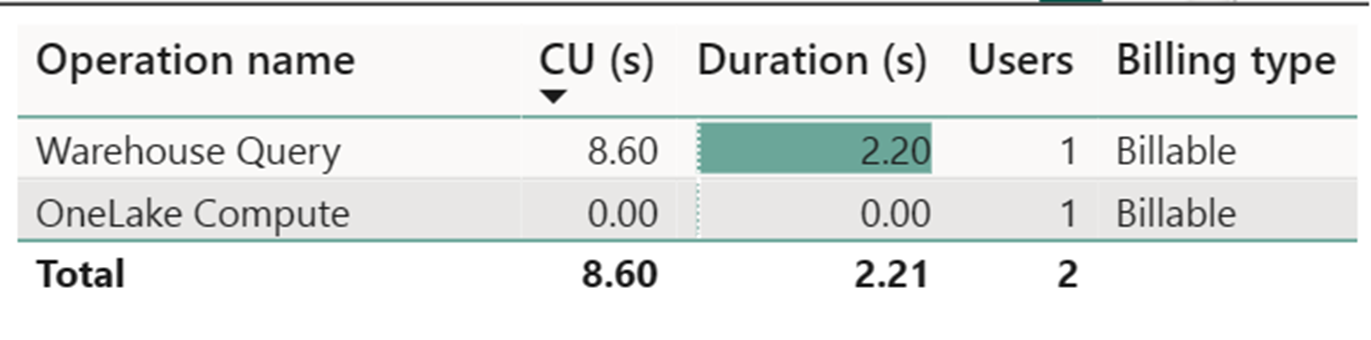 Operation name CU (s) Duration (s) Users Billing type
Warehouse Query 8.60 2.20 1 Billable
OneLake Compute 0.00 0.00 1 Billable
Total 8.60 2.21 2